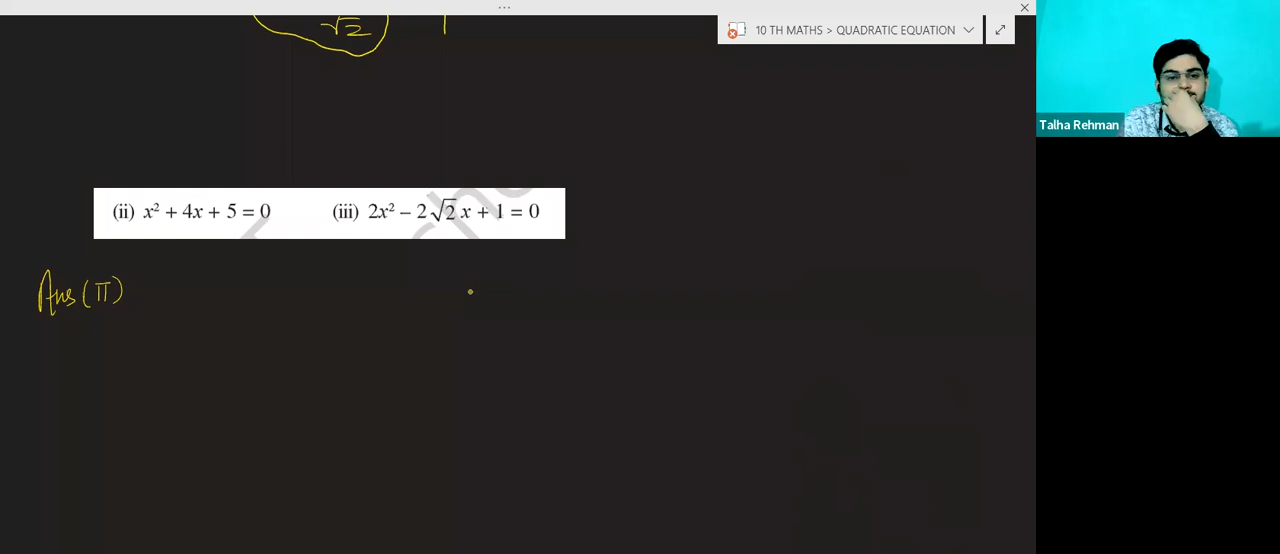 √2
10 TH MATHS > QUADRATIC EQUATION
Talha Rehman
(ii) x² + 4x + 5 = 0 (iii) 2x² – 2√2 x + 1 = 0
Ans (II)